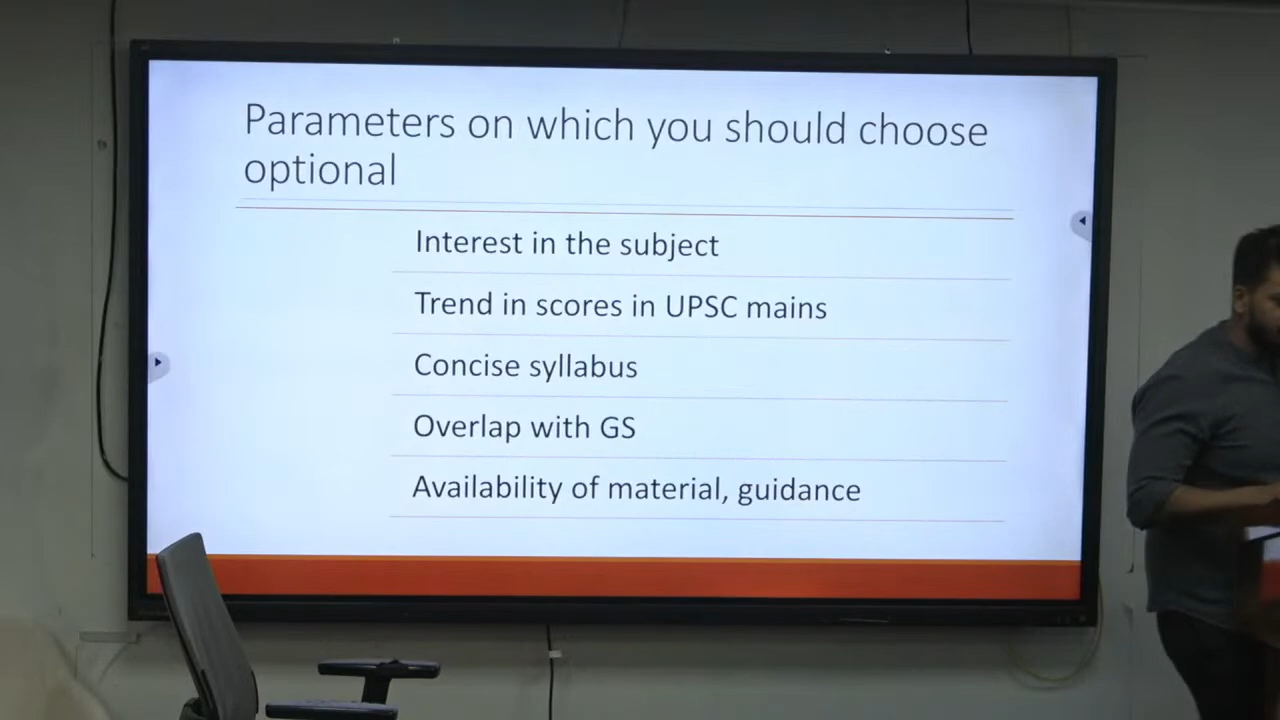 Parameters on which you should choose
optional
Interest in the subject
Trend in scores in UPSC mains
Concise syllabus
Overlap with GS
Availability of material, guidance